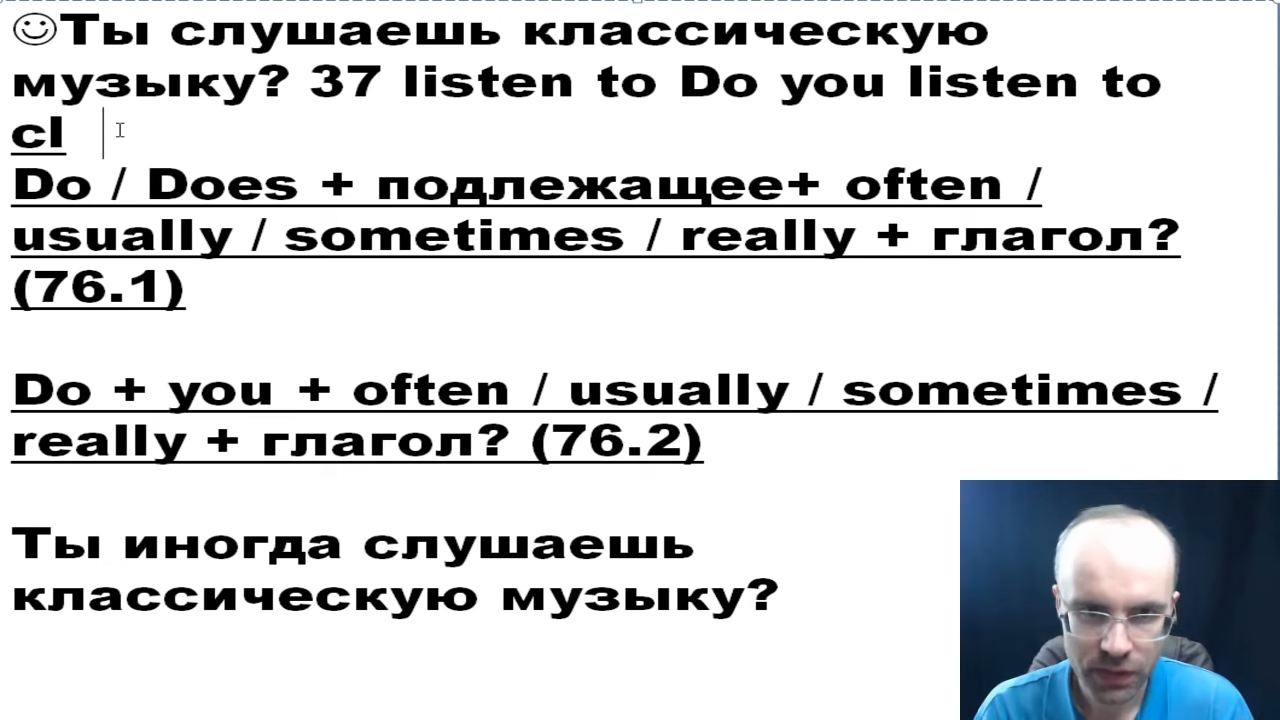 ☺Ты слушаешь классическую
музыку? 37 listen to Do you listen to
cl
Do / Does + подлежащее+ often /
usually / sometimes / really + глагол?
(76.1)
Do + you + often / usually / sometimes /
really + глагол? (76.2)
Ты иногда слушаешь
классическую музыку?